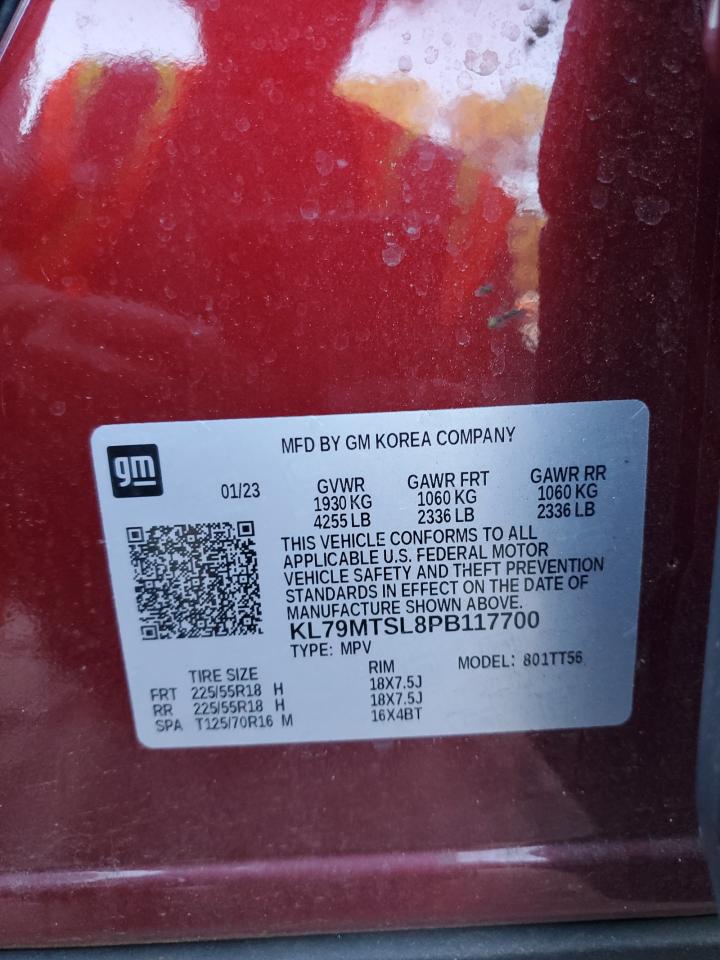 gm
MFD BY GM KOREA COMPANY
01/23
GVWR GAWR FRT GAWR RR
1930 KG 1060 KG 1060 KG
4255 LB 2336 LB 2336 LB
THIS VEHICLE CONFORMS TO ALL
APPLICABLE U.S. FEDERAL MOTOR
VEHICLE SAFETY AND THEFT PREVENTION
STANDARDS IN EFFECT ON THE DATE OF
MANUFACTURE SHOWN ABOVE.
KL79MTSL8PB117700
TYPE: MPV
MODEL: 801TT56
TIRE SIZE RIM
FRT 225/55R18 H 18X7.5J
RR 225/55R18 H 18X7.5J
SPA T125/70R16 M 16X4BT